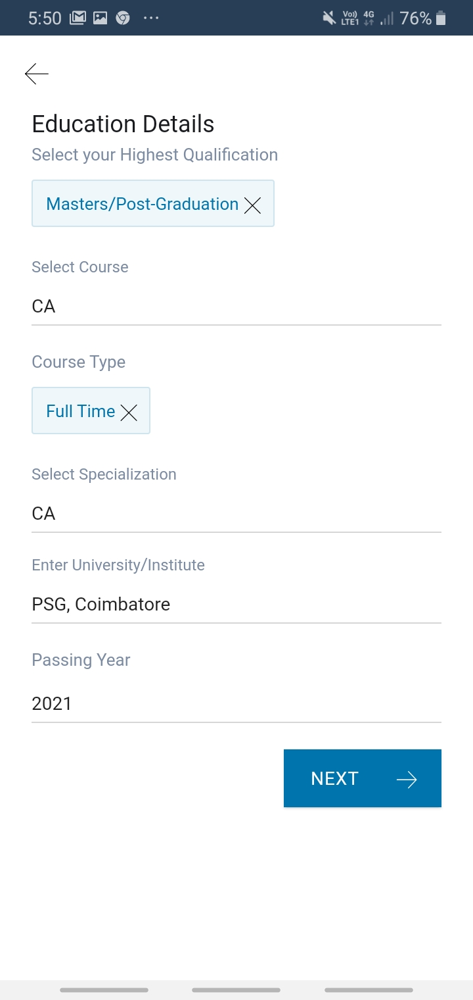 5:50 ... Vo)) LTE1 4G 76%
Education Details
Select your Highest Qualification
Masters/Post-Graduation
Select Course
CA
Course Type
Full Time
Select Specialization
CA
Enter University/Institute
PSG, Coimbatore
Passing Year
2021
NEXT